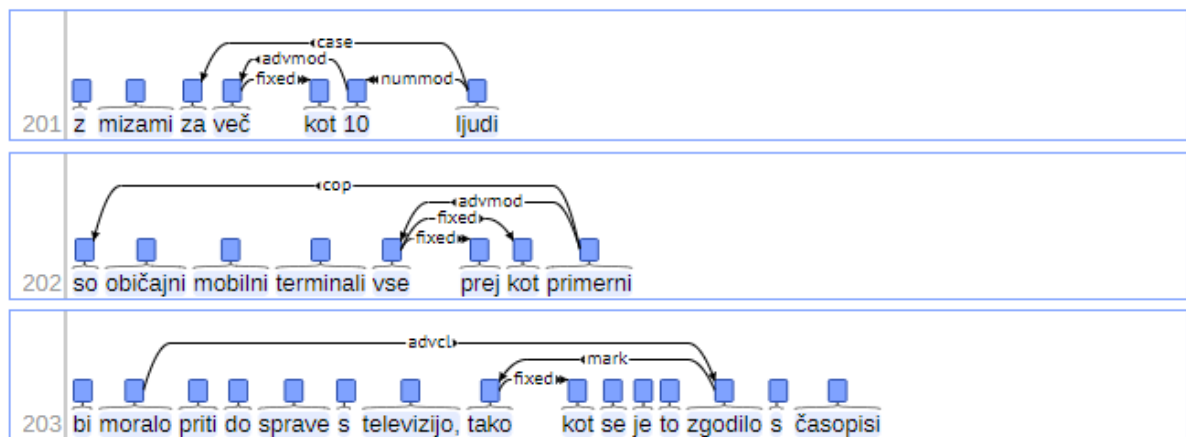 case
advmod
fixed nummod
201 z mizami za več kot 10 ljudi
cop
advmod
fixed
fixed
202 so običajni mobilni terminali vse prej kot primerni
advcl
mark
fixed
203 bi moralo priti do sprave s televizijo, tako kot se je to zgodilo s časopisi